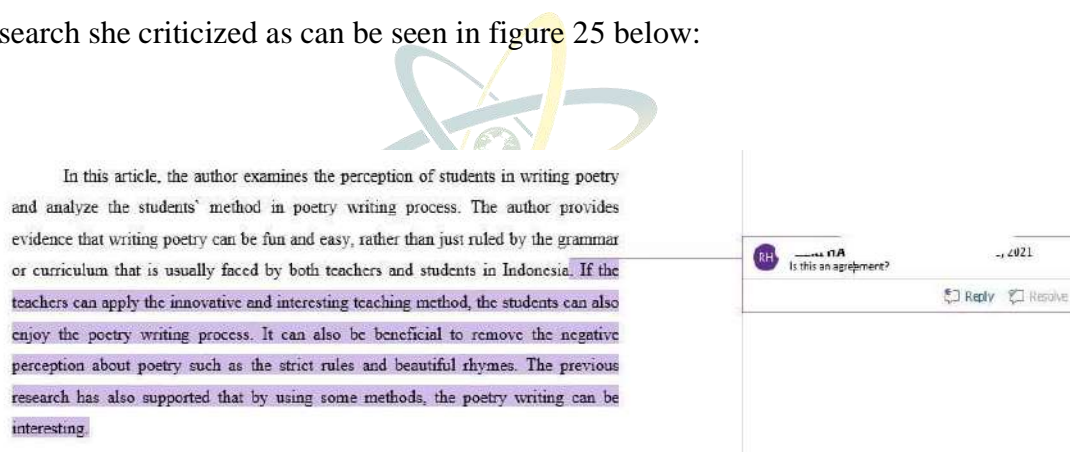 search she criticized as can be seen in figure 25 below:
In this article, the author examines the perception of students in writing poetry
and analyze the students' method in poetry writing process. The author provides
evidence that writing poetry can be fun and easy, rather than just ruled by the grammar
or curriculum that is usually faced by both teachers and students in Indonesia. If the
teachers can apply the innovative and interesting teaching method, the students can also
enjoy the poetry writing process. It can also be beneficial to remove the negative
perception about poetry such as the strict rules and beautiful rhymes. The previous
research has also supported that by using some methods, the poetry writing can be
interesting.
RH
2021
Is this an agreement?
Reply Resolve